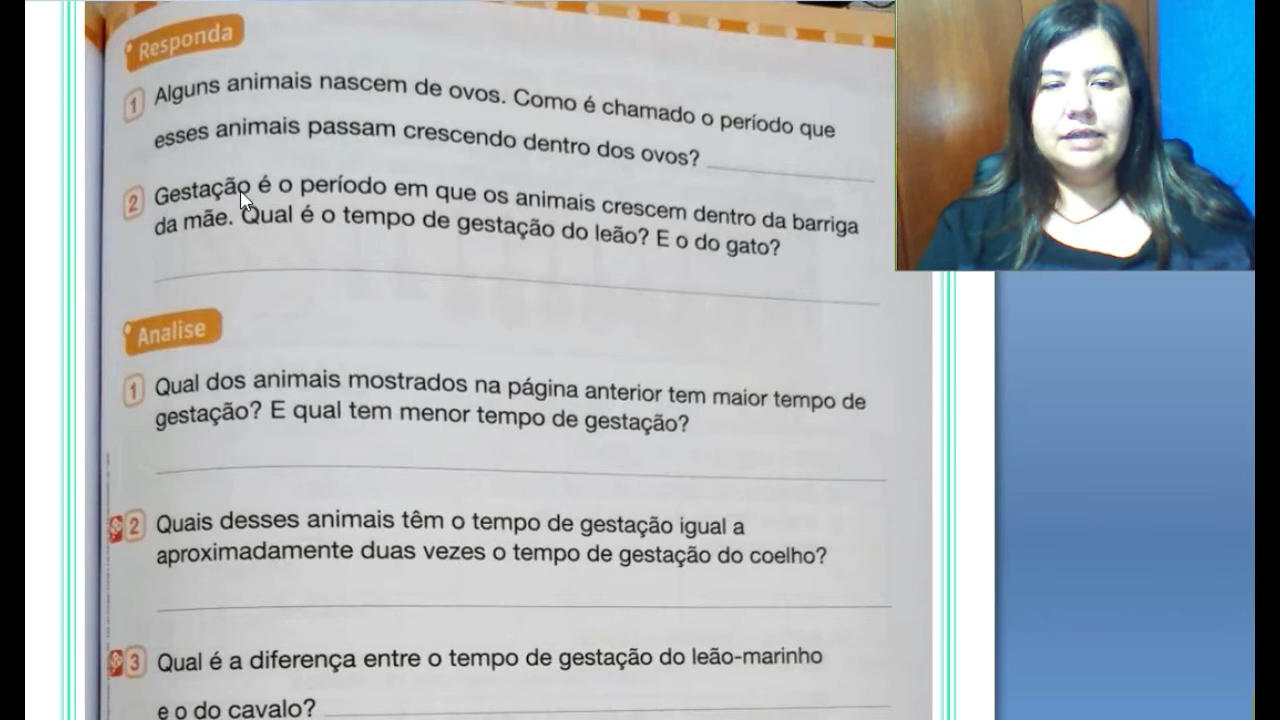 Responda
1 Alguns animais nascem de ovos. Como é chamado o período que
esses animais passam crescendo dentro dos ovos?
2 Gestação é o período em que os animais crescem dentro da barriga
da mãe. Qual é o tempo de gestação do leão? E o do gato?
Analise
1 Qual dos animais mostrados na página anterior tem maior tempo de
gestação? E qual tem menor tempo de gestação?
2 Quais desses animais têm o tempo de gestação igual a
aproximadamente duas vezes o tempo de gestação do coelho?
3 Qual é a diferença entre o tempo de gestação do leão-marinho
e o do cavalo?